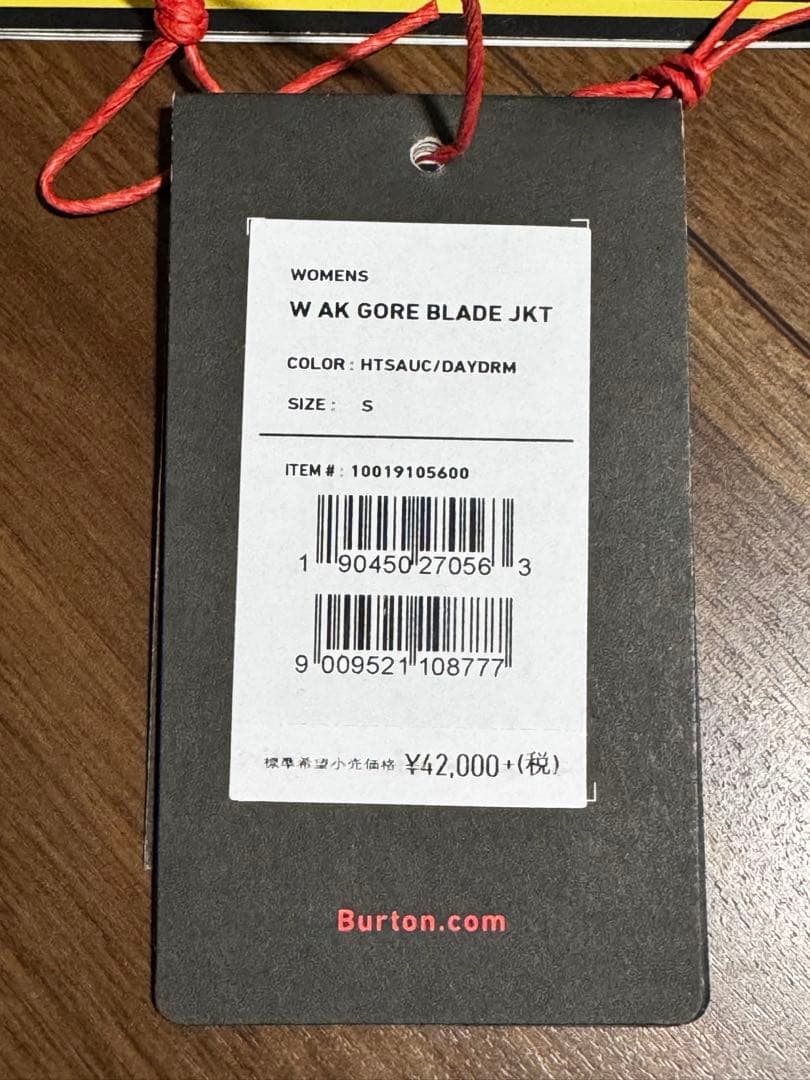 WOMENS
W AK GORE BLADE JKT
COLOR : HTSAUC/DAYDRM
SIZE : S
ITEM # : 10019105600
1 90450 27056 3
9 009521 108777
標準希望小売価格 ¥42,000+(税)
Burton.com